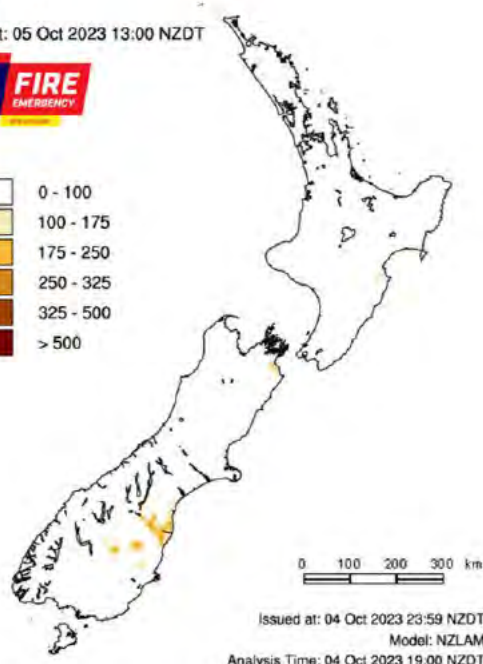 t: 05 Oct 2023 13:00 NZDT
FIRE
EMERGENCY
0 - 100
100 - 175
175 - 250
250 - 325
325 - 500
> 500
0 100 200 300 km
Issued at: 04 Oct 2023 23:59 NZDT
Model: NZLAM
Analysis Time: 04 Oct 2023 19:00 NZDT